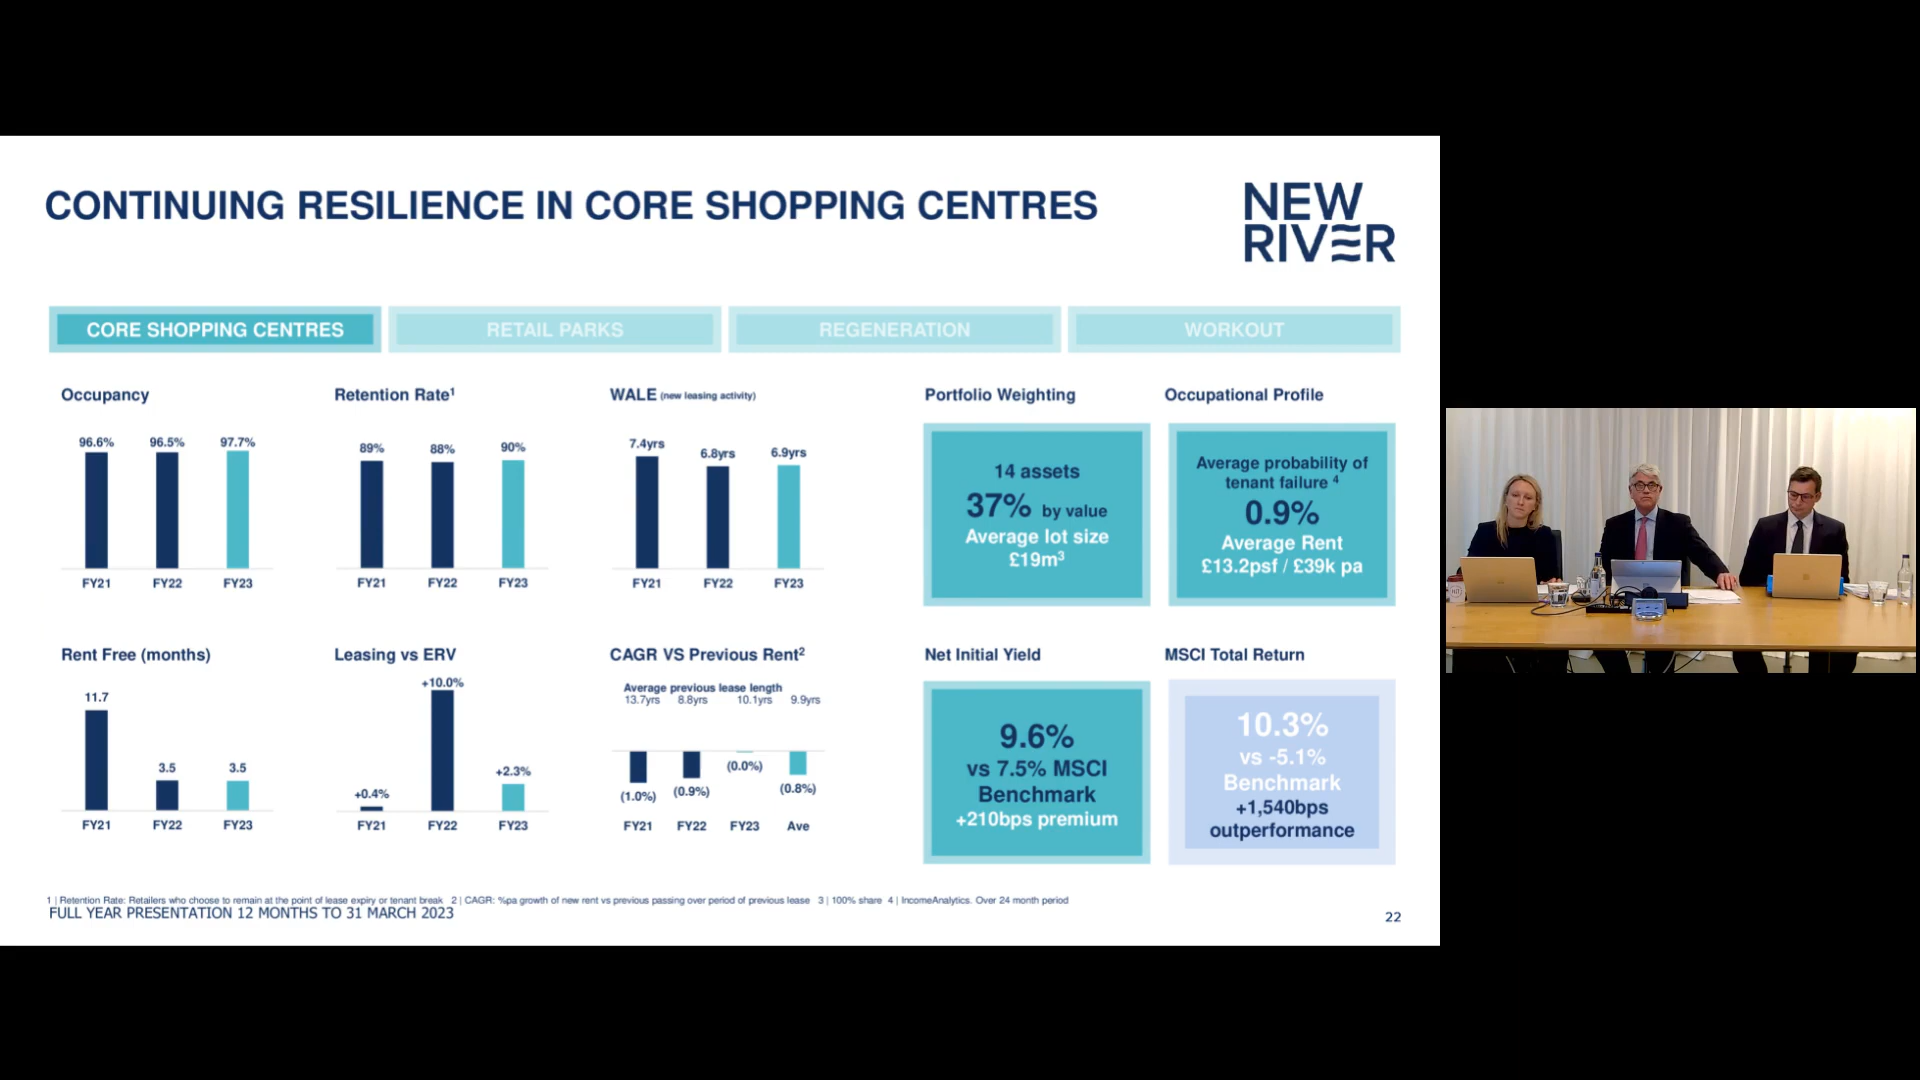 CONTINUING RESILIENCE IN CORE SHOPPING CENTRES
NEW
RIVER
CORE SHOPPING CENTRES
RETAIL PARKS
REGENERATION
WORKOUT
Occupancy
96.6% 96.5% 97.7%
FY21 FY22 FY23
Retention Rate¹
89% 88% 90%
FY21 FY22 FY23
WALE (new leasing activity)
7.4yrs 6.8yrs 6.9yrs
FY21 FY22 FY23
Portfolio Weighting
14 assets
37% by value
Average lot size
£19m³
Occupational Profile
Average probability of
tenant failure ⁴
0.9%
Average Rent
£13.2psf / £39k pa
Rent Free (months)
11.7 3.5 3.5
FY21 FY22 FY23
Leasing vs ERV
+0.4% +10.0% +2.3%
FY21 FY22 FY23
CAGR VS Previous Rent²
Average previous lease length
13.7yrs 8.8yrs 10.1yrs 9.9yrs
(1.0%) (0.9%) (0.0%) (0.8%)
FY21 FY22 FY23 Ave
Net Initial Yield
9.6%
vs 7.5% MSCI
Benchmark
+210bps premium
MSCI Total Return
10.3%
vs -5.1%
Benchmark
+1,540bps
outperformance
1 | Retention Rate: Retailers who choose to remain at the point of lease expiry or tenant break 2 | CAGR: %pa growth of new rent vs previous passing over period of previous lease 3 | 100% share 4 | IncomeAnalytics. Over 24 month period
FULL YEAR PRESENTATION 12 MONTHS TO 31 MARCH 2023
22